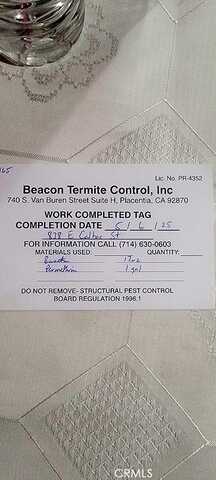 Lic. No. PR-4352
Beacon Termite Control, Inc
740 S. Van Buren Street Suite H, Placentia, CA 92870
WORK COMPLETED TAG
COMPLETION DATE 5 / 6 / 25
878 E St
FOR INFORMATION CALL (714) 630-0603
MATERIALS USED: QUANTITY:
1 gal
DO NOT REMOVE- STRUCTURAL PEST CONTROL
BOARD REGULATION 1996.1
CRMLS